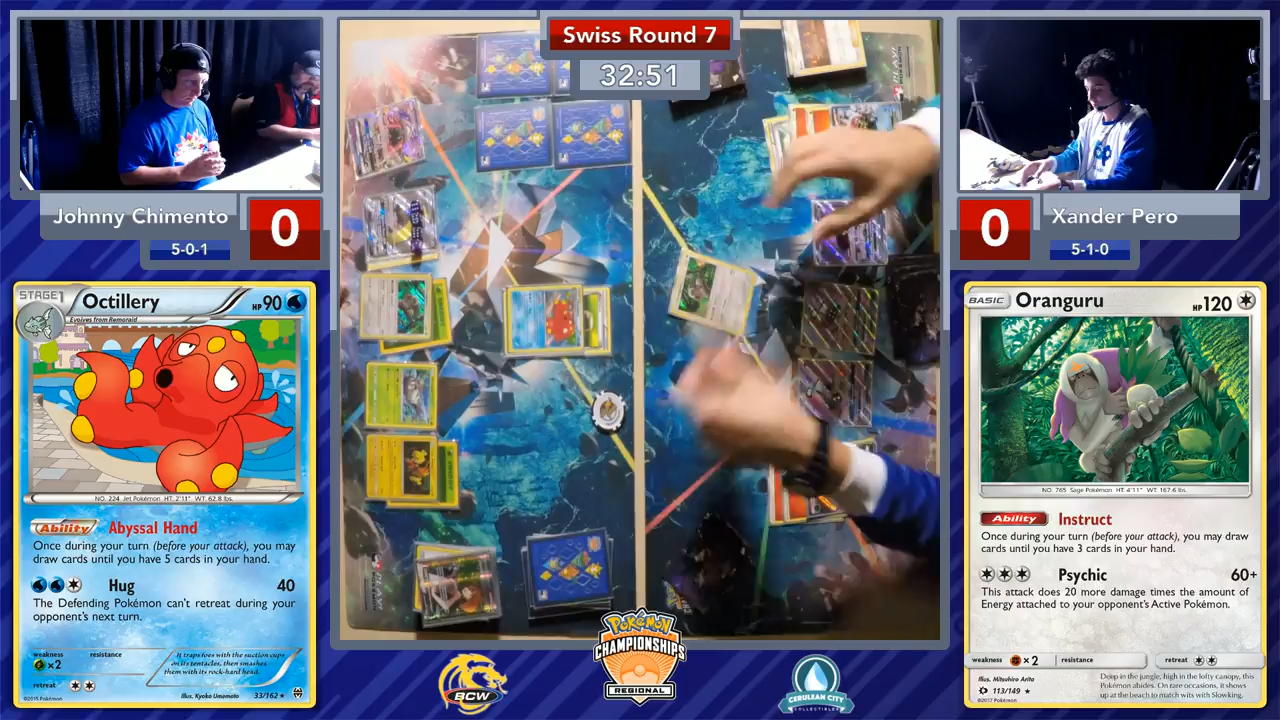 Swiss Round 7
32:51
Johnny Chimento
0
5-0-1
0
Xander Pero
5-1-0
STAGE1
Octillery
HP 90
Evolves from Remoraid
NO. 224 Jet Pokémon HT: 2'11" WT: 62.8 lbs.
Ability Abyssal Hand
Once during your turn (before your attack), you may
draw cards until you have 5 cards in your hand.
Hug 40
The Defending Pokémon can't retreat during your
opponent's next turn.
weakness resistance
×2
It traps foes with the suction cups
on its tentacles, then smashes
them with its rock-hard head.
retreat
Illus. Kyoko Umemoto 33/162
©2015 Pokémon
BASIC
Oranguru
HP 120
NO. 765 Sage Pokémon HT: 4'11" WT: 167.6 lbs.
Ability Instruct
Once during your turn (before your attack), you may draw
cards until you have 3 cards in your hand.
Psychic 60+
This attack does 20 more damage times the amount of
Energy attached to your opponent's Active Pokémon.
weakness ×2 resistance retreat
Illus. Mitsuhiro Arita
113/149
©2017 Pokémon
Deep in the jungle, high in the lofty canopy, this
Pokémon abides. On rare occasions, it shows
up at the beach to match wits with Slowking.
BCW
Pokémon
CHAMPIONSHIPS
REGIONAL
CERULEAN CITY
COLLECTIBLES